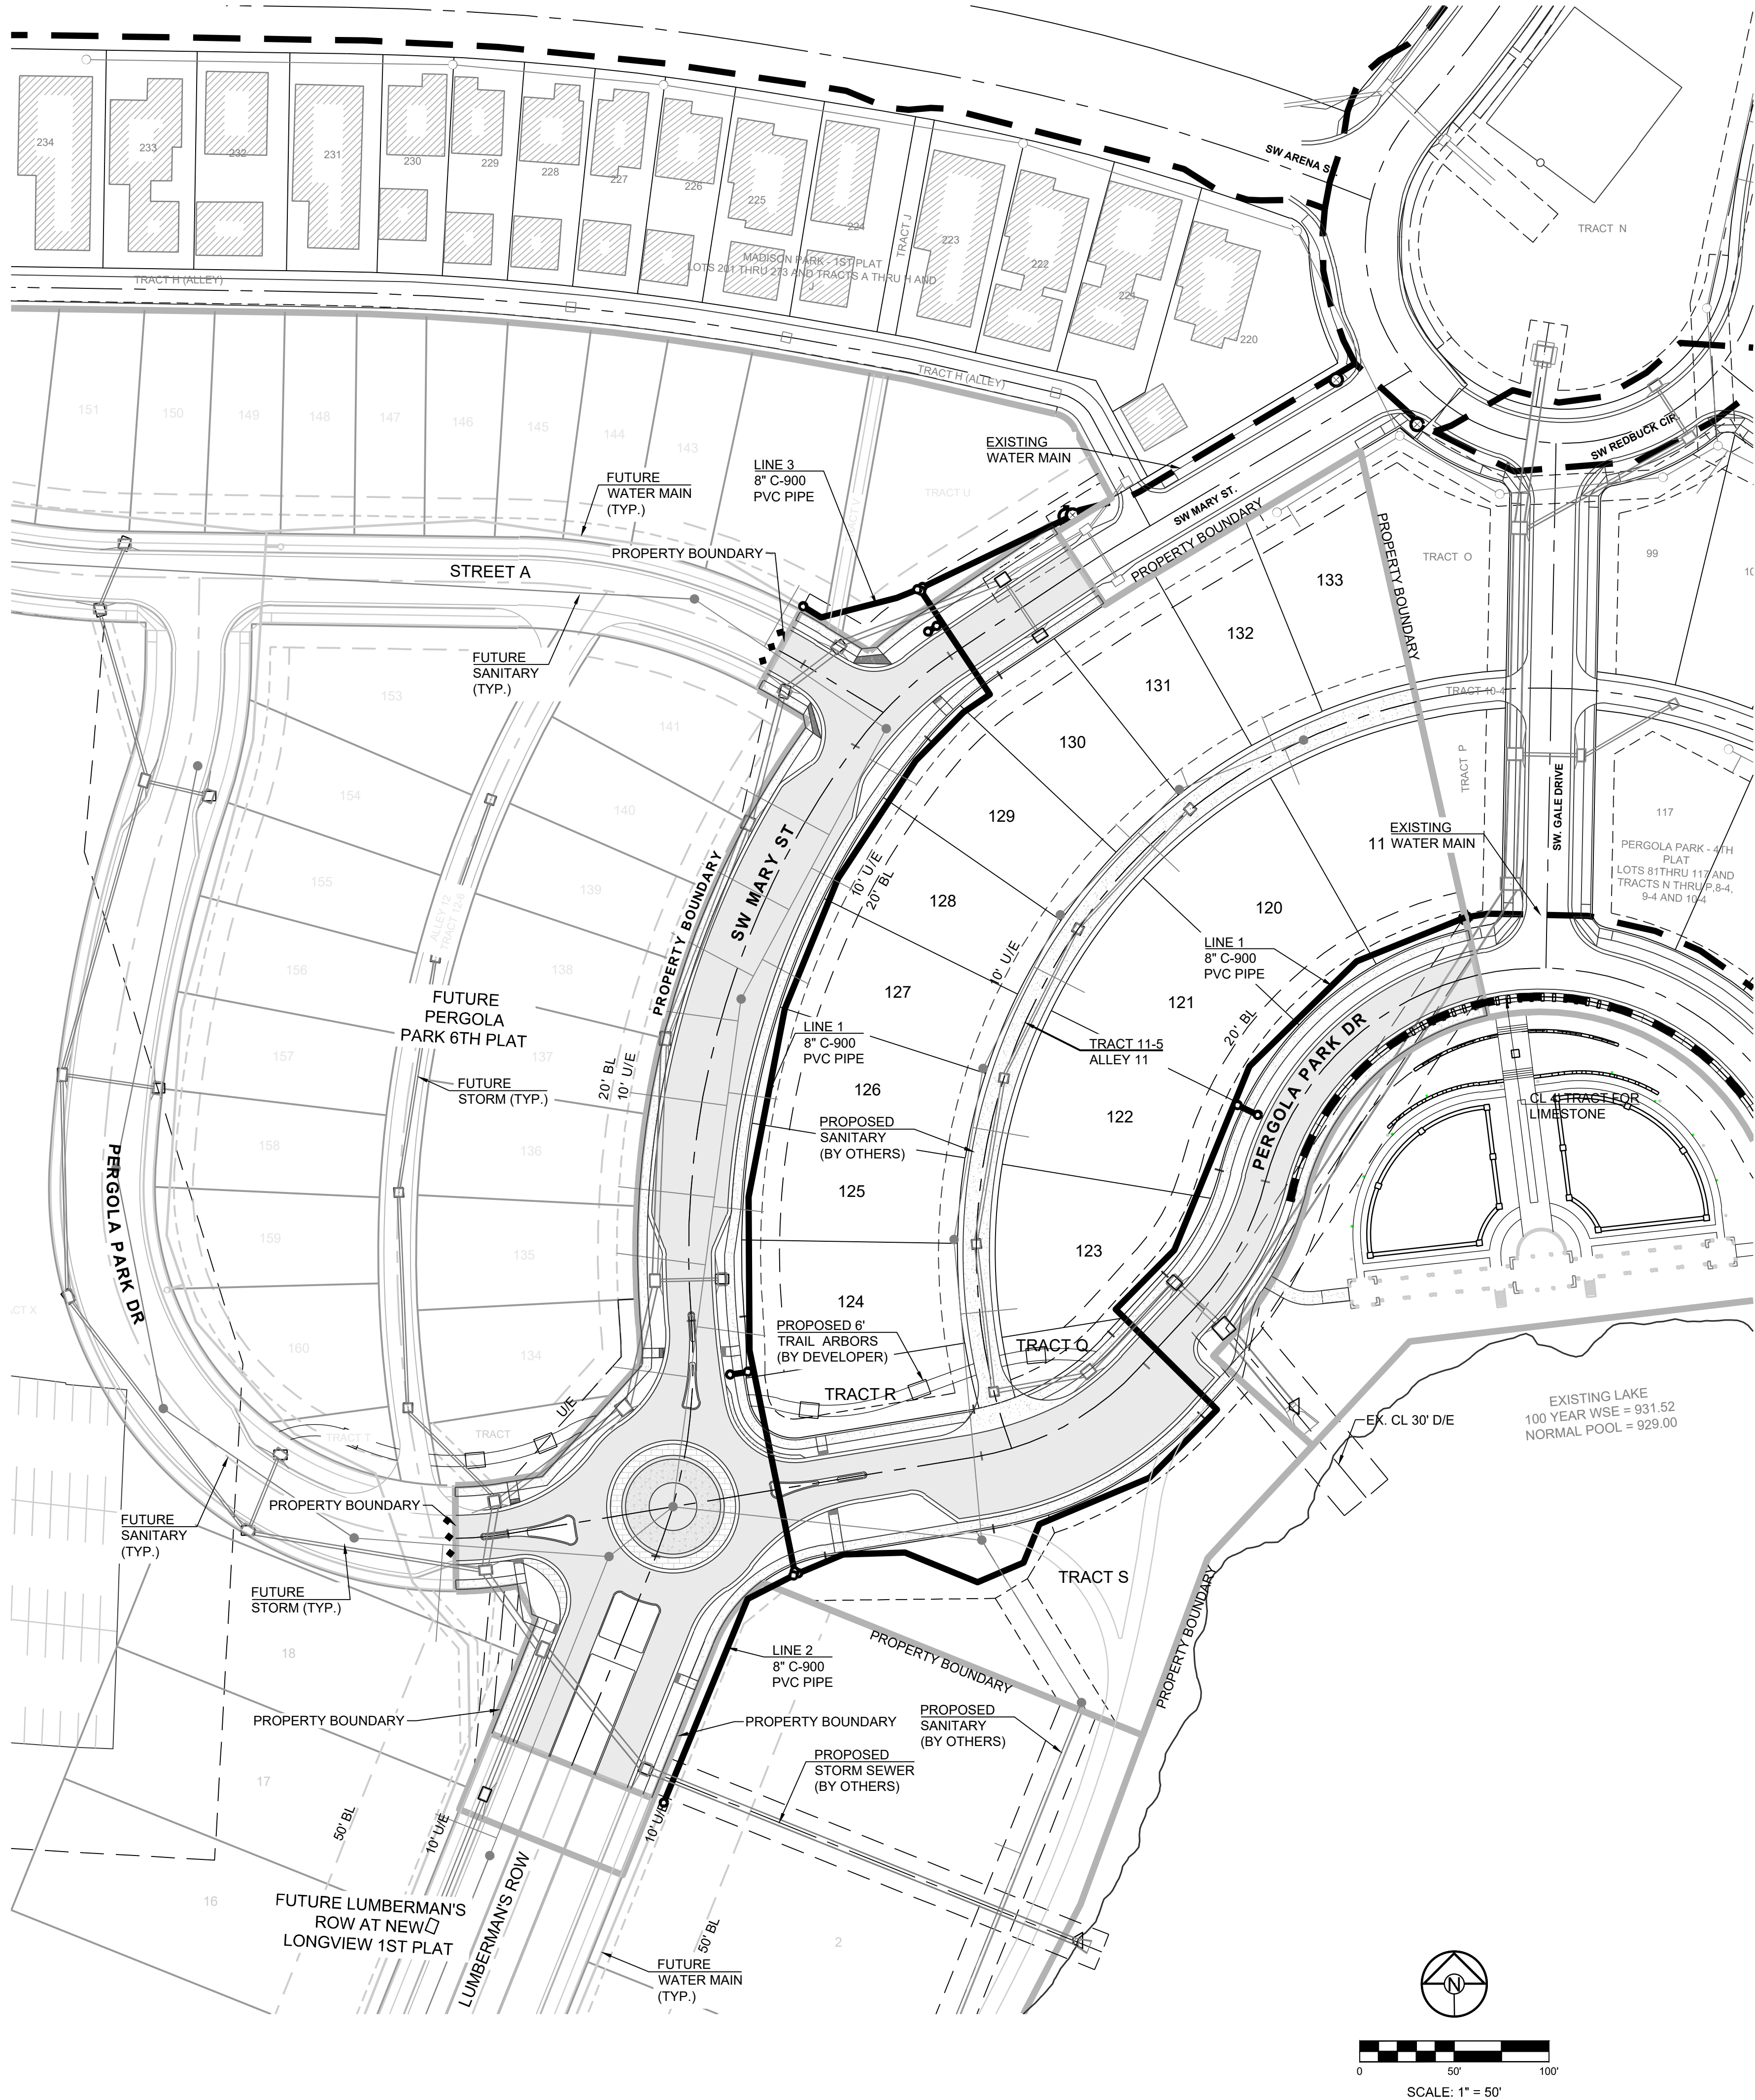 SW ARENA S
234
233
232
231
230
229
228
227
226
225
224
TRACT J
223
222
221
220
TRACT N
MADISON PARK - 1ST PLAT
LOTS 201 THRU 273 AND TRACTS A THRU H AND
J
TRACT H (ALLEY)
TRACT H (ALLEY)
151
150
149
148
147
146
145
144
143
TRACT U
EXISTING
WATER MAIN
SW REDBUCK CIR
LINE 3
8" C-900
PVC PIPE
FUTURE
WATER MAIN
(TYP.)
SW MARY ST.
PROPERTY BOUNDARY
PROPERTY BOUNDARY
PROPERTY BOUNDARY
STREET A
TRACT O
99
10
133
132
131
130
129
128
127
126
125
124
FUTURE
SANITARY
(TYP.)
153
141
154
140
155
139
156
138
157
137
158
136
159
135
160
134
TRACT 10-4
TRACT P
SW. GALE DRIVE
117
PERGOLA PARK - 4TH
PLAT
LOTS 81THRU 117 AND
TRACTS N THRU P,8-4,
9-4 AND 10-4
EXISTING
11 WATER MAIN
ALLEY 12
TRACT 12-6
PROPERTY BOUNDARY
SW MARY ST
10' U/E
20' BL
10' U/E
120
121
122
123
LINE 1
8" C-900
PVC PIPE
20' BL
PERGOLA PARK DR
FUTURE
PERGOLA
PARK 6TH PLAT
FUTURE
STORM (TYP.)
20' BL
10' U/E
LINE 1
8" C-900
PVC PIPE
TRACT 11-5
ALLEY 11
PROPOSED
SANITARY
(BY OTHERS)
CL 4' TRACT FOR
LIMESTONE
PERGOLA PARK DR
PROPOSED 6'
TRAIL ARBORS
(BY DEVELOPER)
TRACT Q
TRACT R
CT X
TRACT T
TRACT
U/E
EXISTING LAKE
100 YEAR WSE = 931.52
NORMAL POOL = 929.00
EX. CL 30' D/E
PROPERTY BOUNDARY
FUTURE
SANITARY
(TYP.)
FUTURE
STORM (TYP.)
TRACT S
PROPERTY BOUNDARY
PROPERTY BOUNDARY
LINE 2
8" C-900
PVC PIPE
18
17
16
2
PROPERTY BOUNDARY
PROPERTY BOUNDARY
PROPOSED
SANITARY
(BY OTHERS)
PROPOSED
STORM SEWER
(BY OTHERS)
50' BL
10' U/E
10' U/E
50' BL
LUMBERMAN'S ROW
FUTURE LUMBERMAN'S
ROW AT NEW
LONGVIEW 1ST PLAT
FUTURE
WATER MAIN
(TYP.)
N
0
50'
100'
SCALE: 1" = 50'